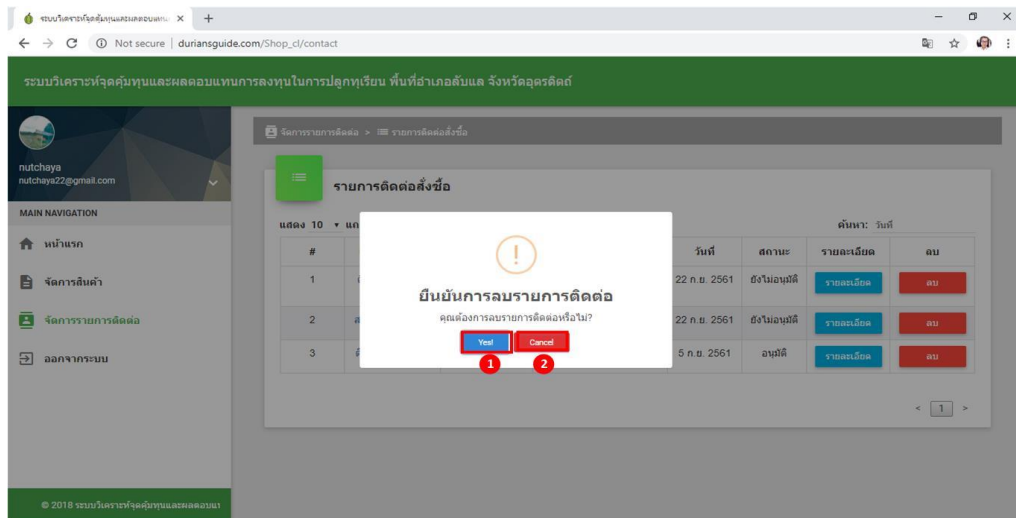 ระบบวิเคราะห์จุดคุ้มทุนและผลตอบแทน
Not secure | duriansguide.com/Shop_cl/contact
ระบบวิเคราะห์จุดคุ้มทุนและผลตอบแทนการลงทุนในการปลูกทุเรียน พื้นที่อำเภอลับแล จังหวัดอุตรดิตถ์
จัดการรายการติดต่อ > รายการติดต่อสั่งซื้อ
nutchaya
nutchaya22@gmail.com
MAIN NAVIGATION
หน้าแรก
จัดการสินค้า
จัดการรายการติดต่อ
ออกจากระบบ
© 2018 ระบบวิเคราะห์จุดคุ้มทุนและผลตอบแท
รายการติดต่อสั่งซื้อ
แสดง 10 แถ
ค้นหา: วันที่
# วันที่ สถานะ รายละเอียด ลบ
1 22 ก.ย. 2561 ยังไม่อนุมัติ รายละเอียด ลบ
2 ส 22 ก.ย. 2561 ยังไม่อนุมัติ รายละเอียด ลบ
3 5 ก.ย. 2561 อนุมัติ รายละเอียด ลบ
< 1 >
!
ยืนยันการลบรายการติดต่อ
คุณต้องการลบรายการติดต่อหรือไม่?
Yes! Cancel
1 2